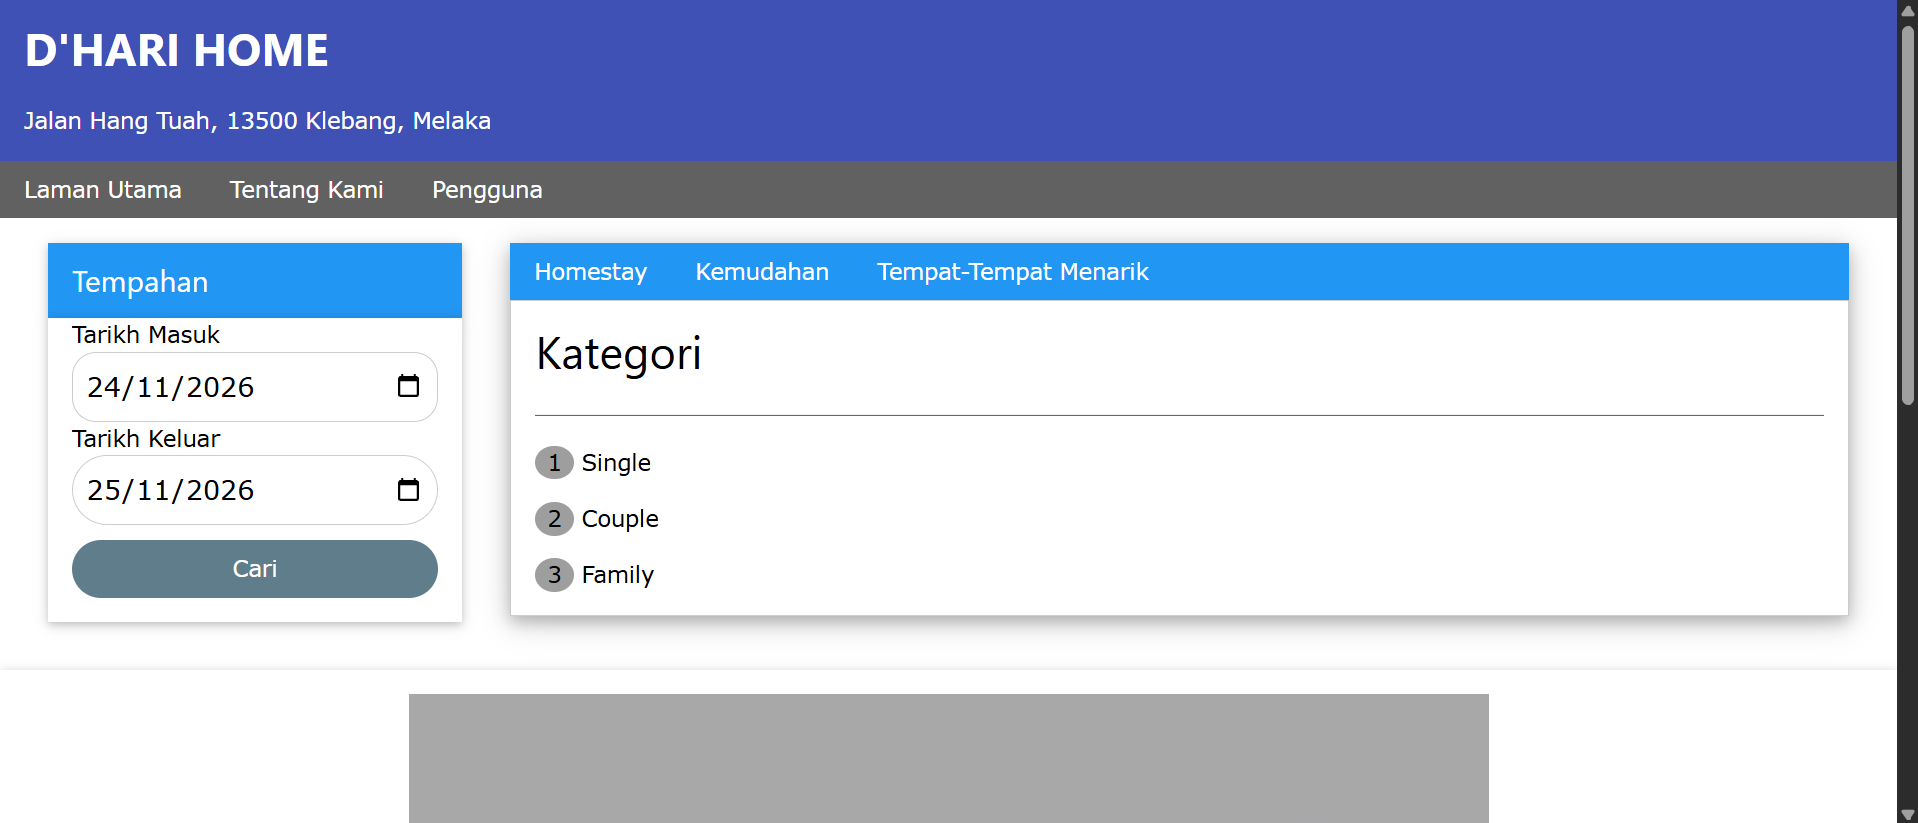 D'HARI HOME
Jalan Hang Tuah, 13500 Klebang, Melaka
Laman Utama Tentang Kami Pengguna
Tempahan
Tarikh Masuk
24/11/2026
Tarikh Keluar
25/11/2026
Cari
Homestay Kemudahan Tempat-Tempat Menarik
Kategori
1 Single
2 Couple
3 Family